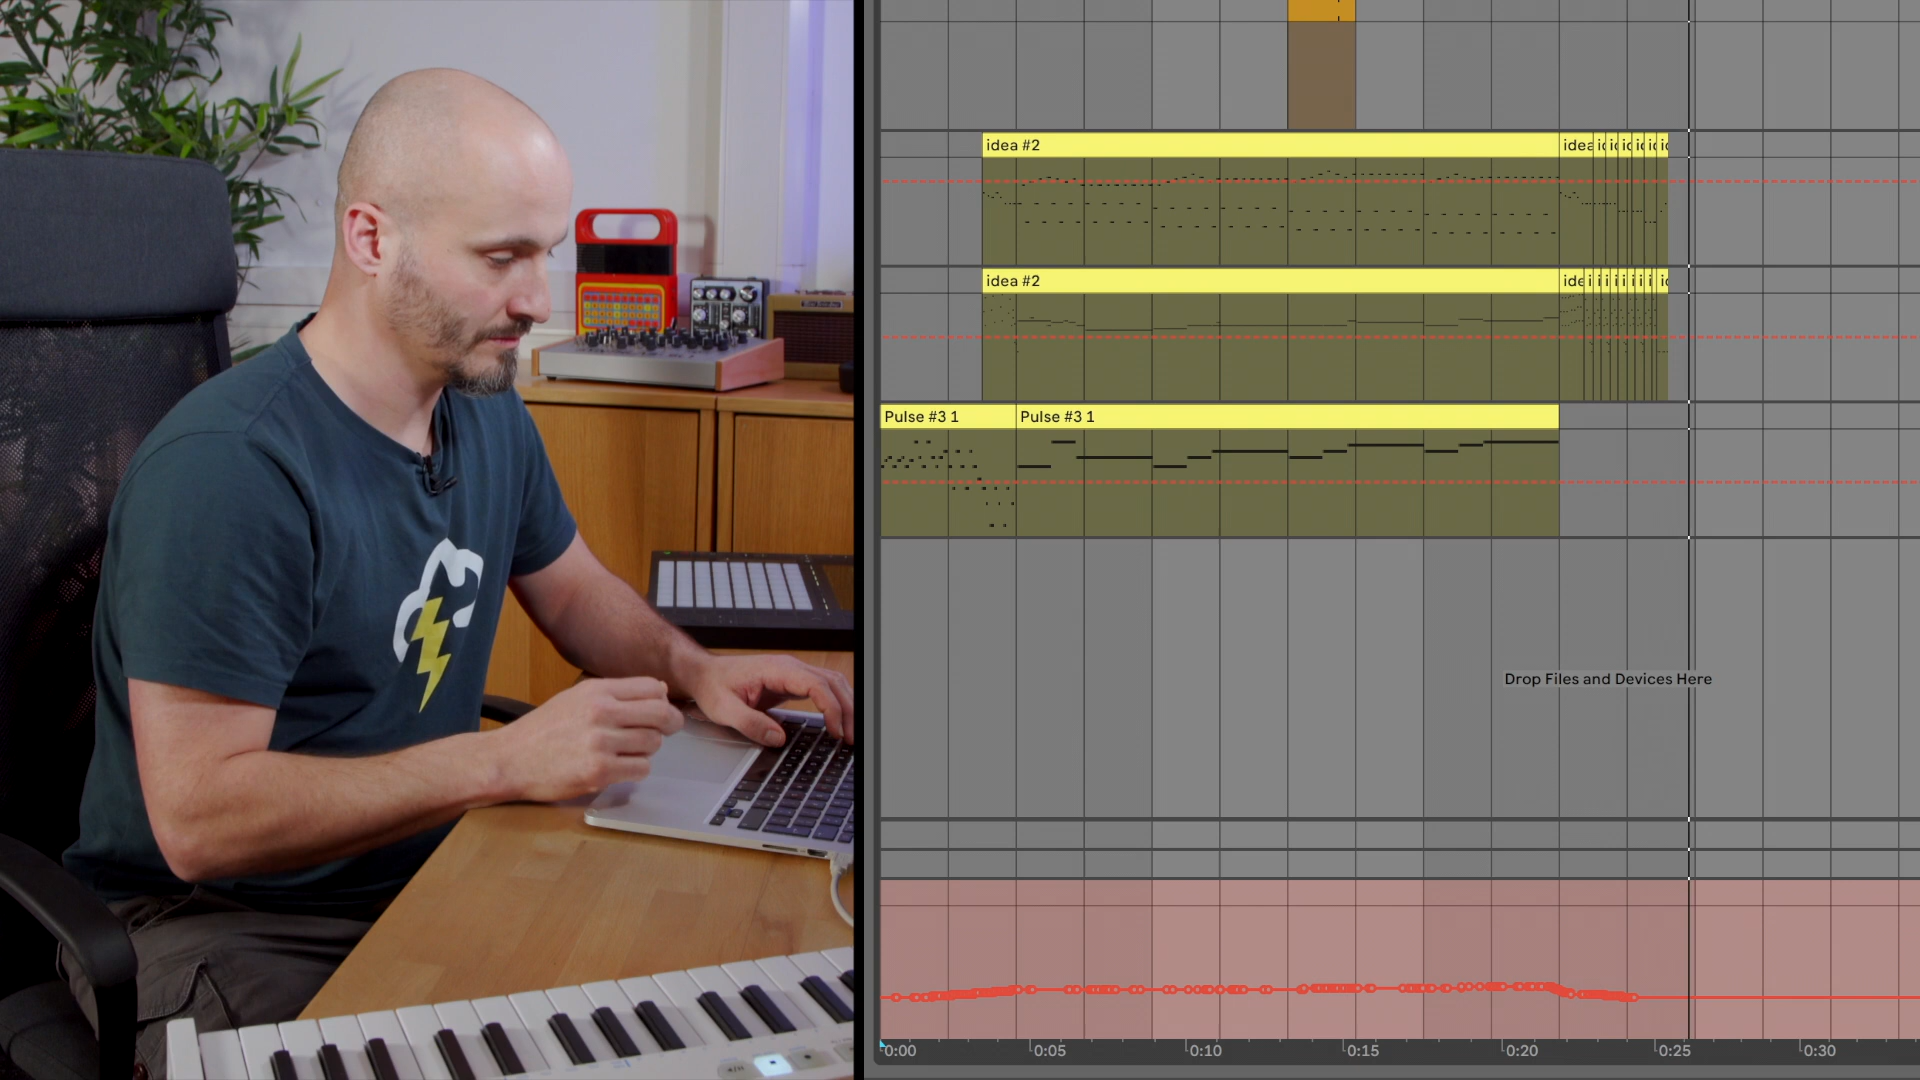 idea #2
idea
idea #2
ide
Pulse #3 1
Pulse #3 1
Drop Files and Devices Here
0:00
0:05
0:10
0:15
0:20
0:25
0:30